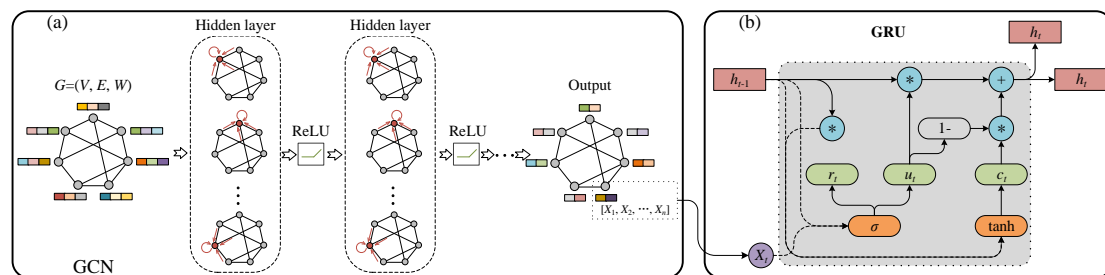 (a)
Hidden layer
Hidden layer
G=(V, E, W)
ReLU
ReLU
Output
[X₁, X₂, ⋯, Xₙ]
GCN
(b)
GRU
hₜ
hₜ₋₁
*
+
hₜ
*
1-
*
rₜ
uₜ
cₜ
σ
tanh
Xₜ